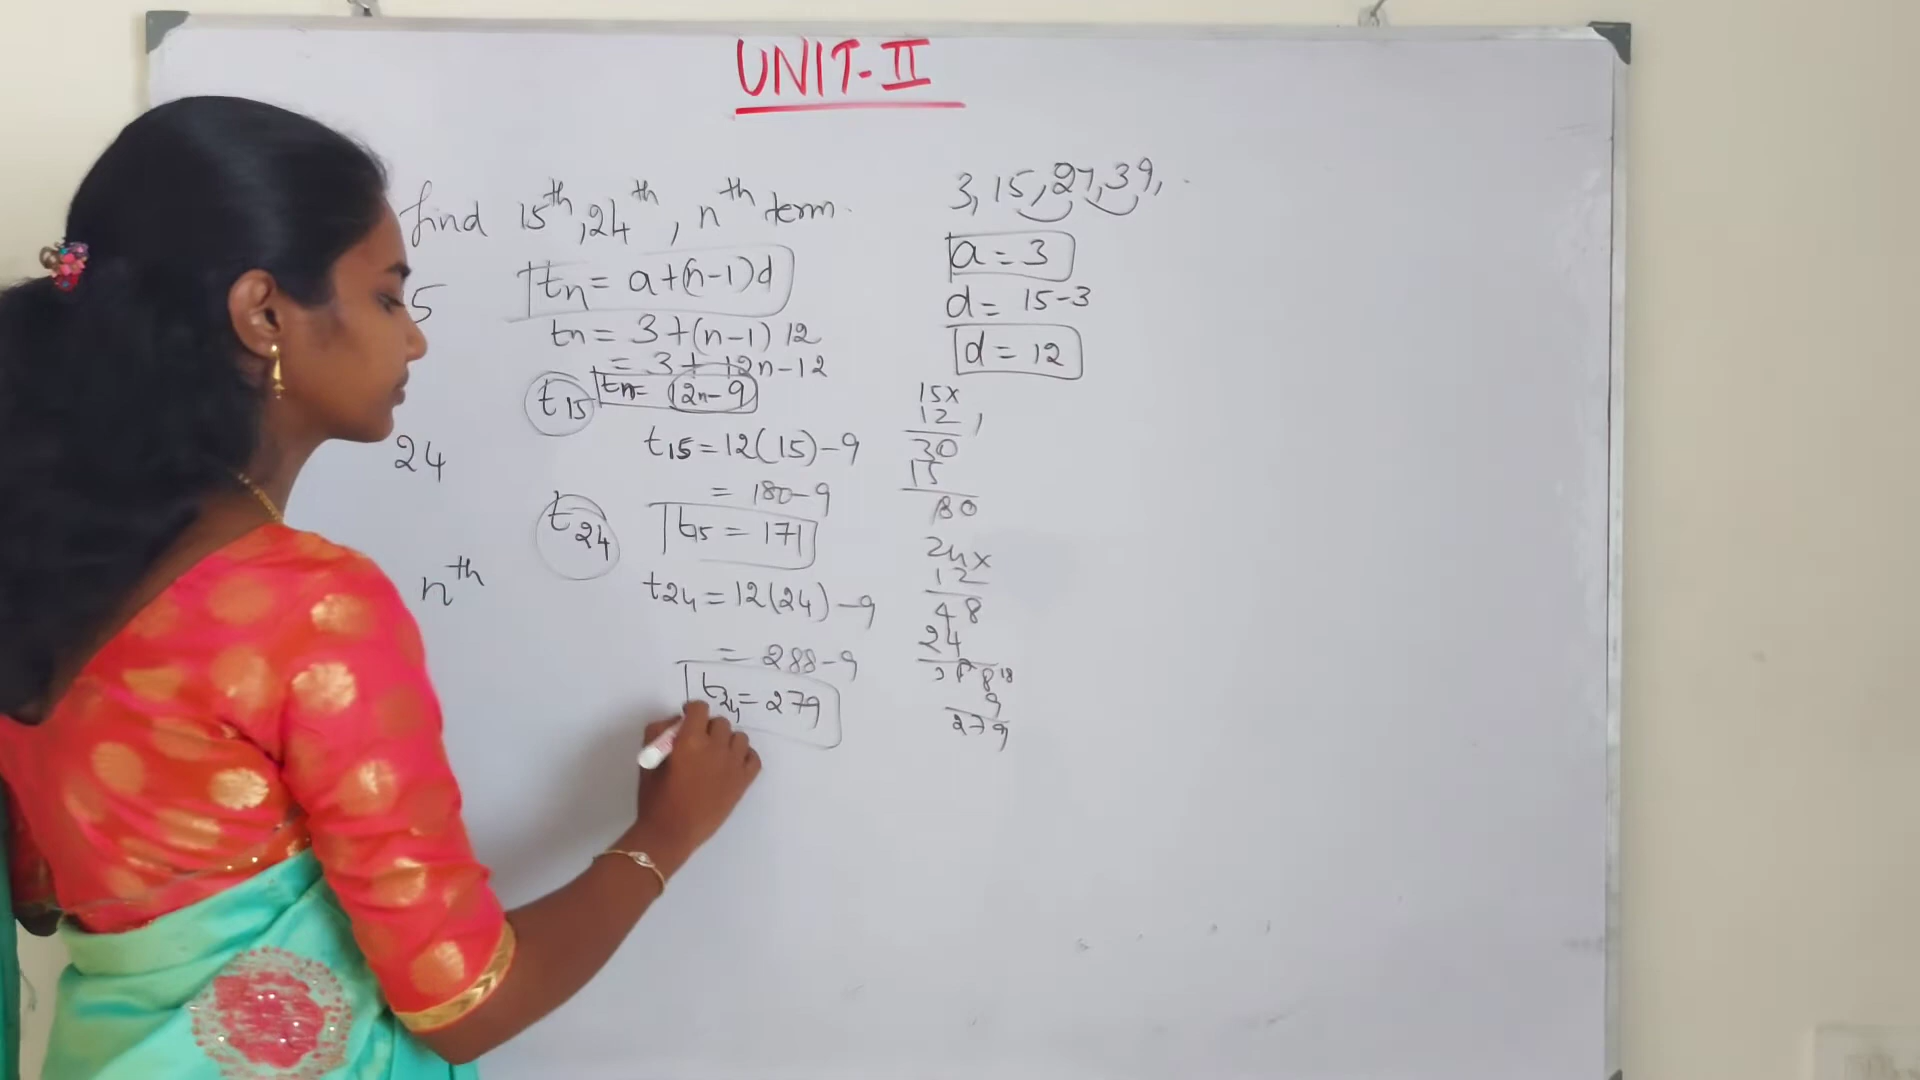 UNIT-II
find 15th, 24th, nth term.
3, 15, 27, 39,
tn = a+(n-1)d
a = 3
5
d = 15-3
tn = 3+(n-1)12
d = 12
= 3+12n-12
t15
tn= 12n-9
15x
12
30
15
180
t15=12(15)-9
24
= 180-9
t24
t15 = 171
nth
t24=12(24)-9
24x
12
48
24
= 288-9
t24= 279
9
279